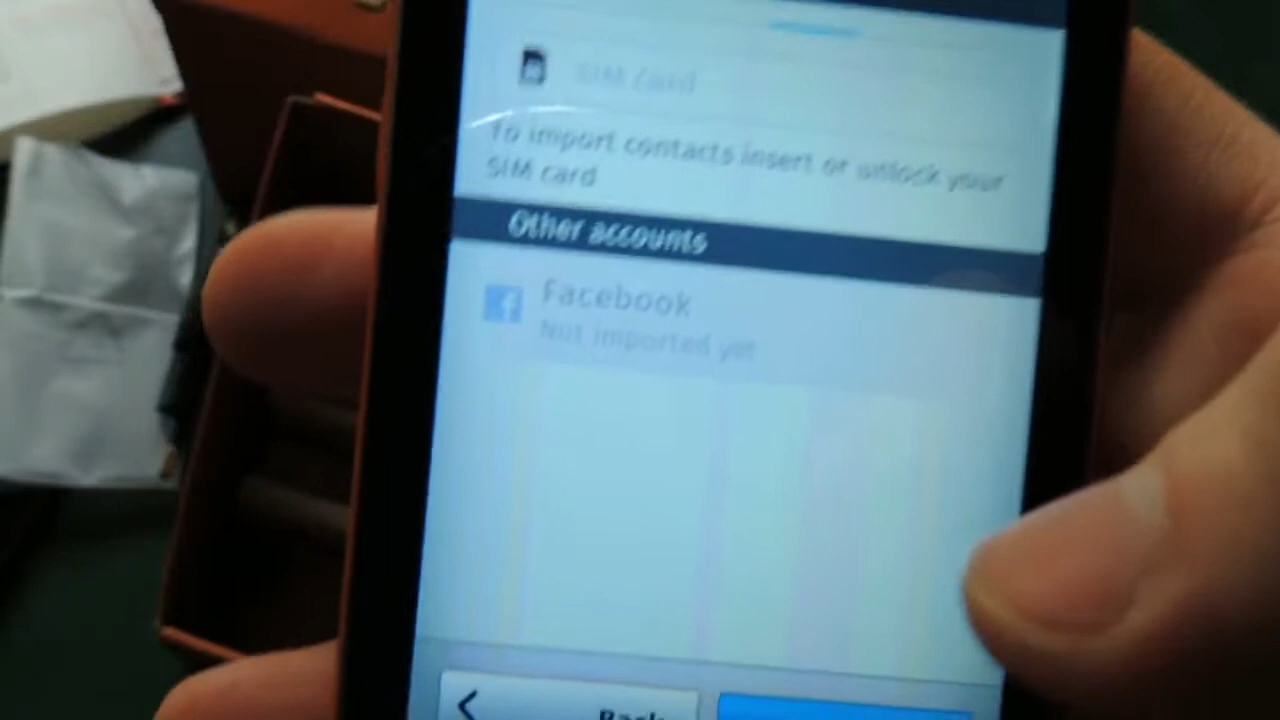 SIM card
To import contacts insert or unlock your
SIM card
Other accounts
Facebook
Not imported yet
Back